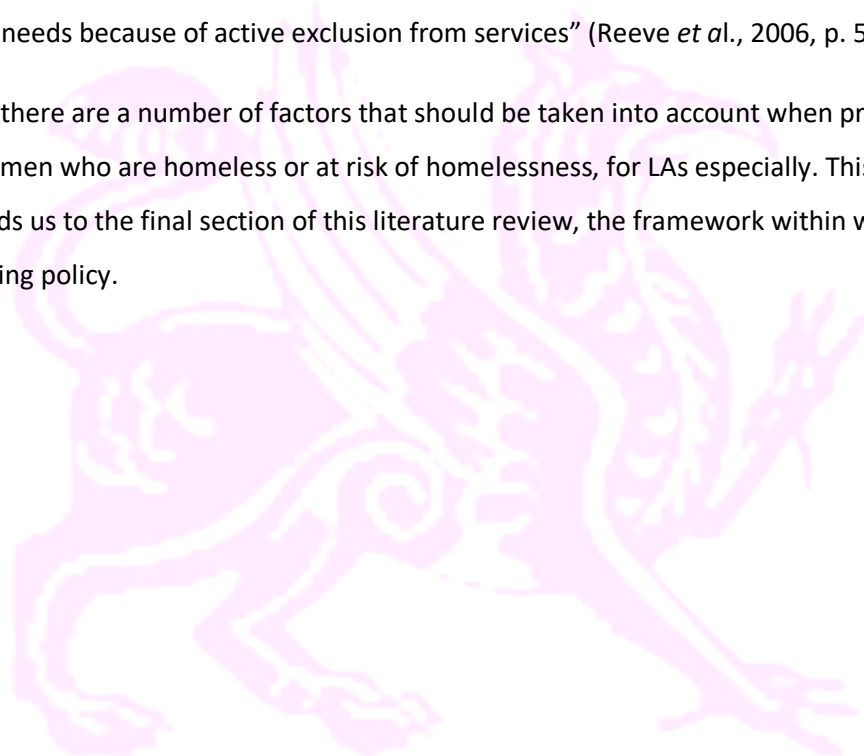 needs because of active exclusion from services” (Reeve et al., 2006, p. 5
there are a number of factors that should be taken into account when pr
men who are homeless or at risk of homelessness, for LAs especially. This
ds us to the final section of this literature review, the framework within w
ing policy.